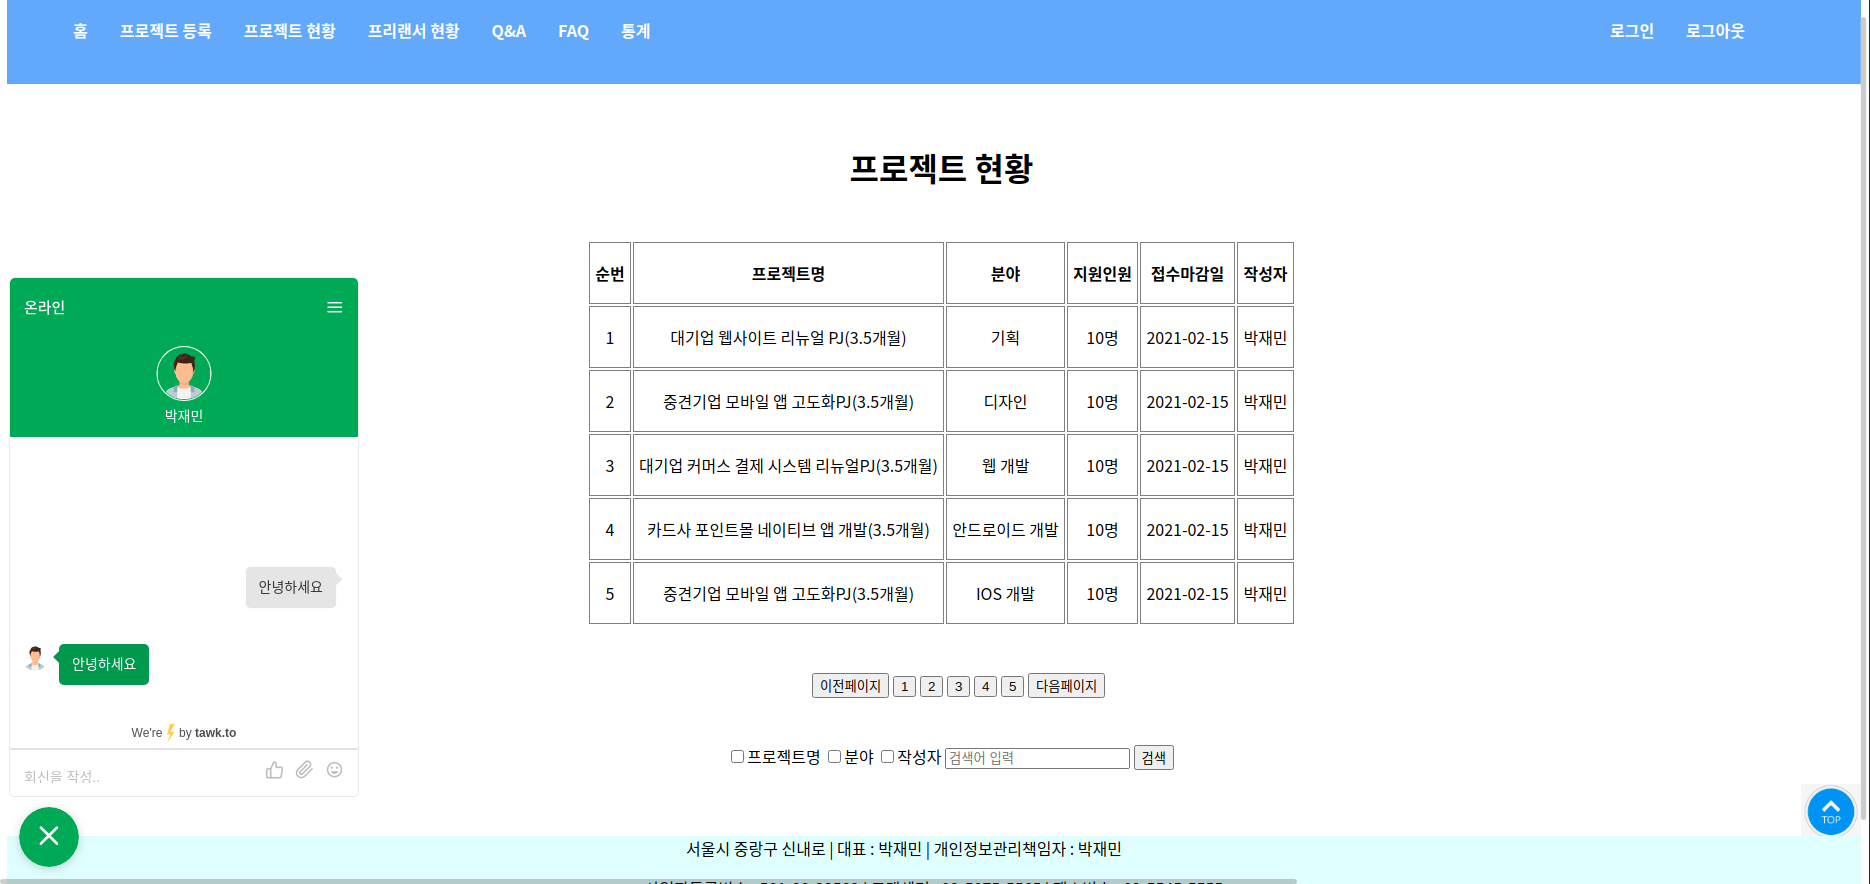 홈 프로젝트 등록 프로젝트 현황 프리랜서 현황 Q&A FAQ 통계 로그인 로그아웃
프로젝트 현황
순번 프로젝트명 분야 지원인원 접수마감일 작성자
1 대기업 웹사이트 리뉴얼 PJ(3.5개월) 기획 10명 2021-02-15 박재민
2 중견기업 모바일 앱 고도화PJ(3.5개월) 디자인 10명 2021-02-15 박재민
3 대기업 커머스 결제 시스템 리뉴얼PJ(3.5개월) 웹 개발 10명 2021-02-15 박재민
4 카드사 포인트몰 네이티브 앱 개발(3.5개월) 안드로이드 개발 10명 2021-02-15 박재민
5 중견기업 모바일 앱 고도화PJ(3.5개월) IOS 개발 10명 2021-02-15 박재민
이전페이지 1 2 3 4 5 다음페이지
프로젝트명 분야 작성자 검색어 입력 검색
온라인
박재민
안녕하세요
안녕하세요
We're by tawk.to
회신을 작성..
TOP
서울시 중랑구 신내로 | 대표 : 박재민 | 개인정보관리책임자 : 박재민